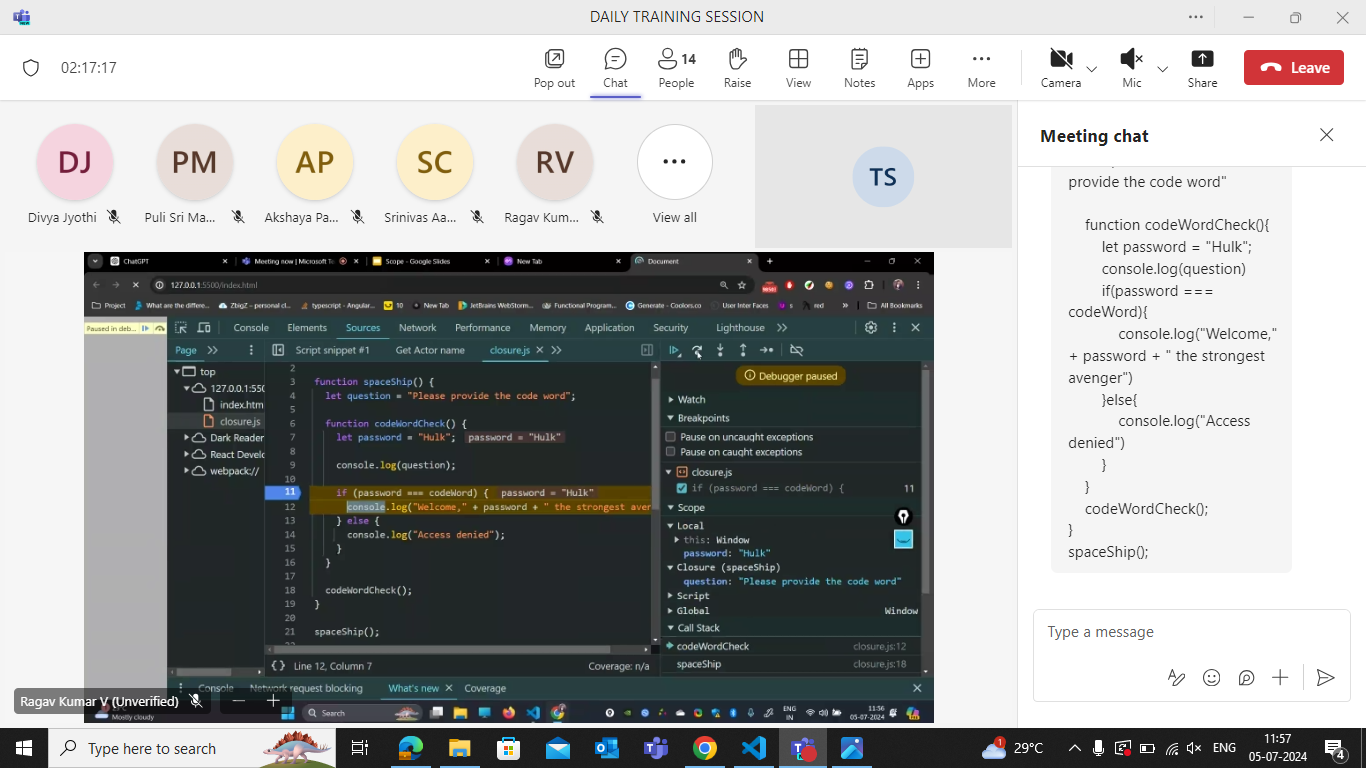 DAILY TRAINING SESSION
02:17:17
Pop out
Chat
14
People
Raise
View
Notes
Apps
More
Camera
Mic
Share
Leave
DJ
PM
AP
SC
RV
TS
Divya Jyothi
Puli Sri Ma...
Akshaya Pa...
Srinivas Aa...
Ragav Kum...
View all
Meeting chat
provide the code word"
function codeWordCheck(){
let password = "Hulk";
console.log(question)
if(password ===
codeWord){
console.log("Welcome,"
+ password + " the strongest
avenger")
}else{
console.log("Access
denied")
}
}
codeWordCheck();
}
spaceShip();
Type a message
ChatGPT
Meeting now | Microsoft Te
Scope - Google Slides
New Tab
Document
127.0.0.1:5500/index.html
Project
What are the differe...
ZbigZ – personal cl...
typescript - Angular...
10
New Tab
JetBrains WebStorm...
Functional Program...
Generate - Coolors.co
User Inter Faces
red
All Bookmarks
Paused in deb...
Console
Elements
Sources
Network
Performance
Memory
Application
Security
Lighthouse
Page
Script snippet #1
Get Actor name
closure.js
top
127.0.0.1:550
index.htm
closure.js
Dark Reader
React Develo
webpack://
2
3 function spaceShip() {
4 let question = "Please provide the code word";
5
6 function codeWordCheck() {
7 let password = "Hulk"; password = "Hulk"
8
9 console.log(question);
10
11 if (password === codeWord) { password = "Hulk"
12 console.log("Welcome," + password + " the strongest aver
13 } else {
14 console.log("Access denied");
15 }
16 }
17
18 codeWordCheck();
19 }
20
21 spaceShip();
Debugger paused
Watch
Breakpoints
Pause on uncaught exceptions
Pause on caught exceptions
closure.js
if (password === codeWord) { 11
Scope
Local
this: Window
password: "Hulk"
Closure (spaceShip)
question: "Please provide the code word"
Script
Global Window
Call Stack
codeWordCheck closure.js:12
spaceShip closure.js:18
{} Line 12, Column 7
Coverage: n/a
Console
Network request blocking
What's new
Coverage
Ragav Kumar V (Unverified)
Mostly cloudy
Search
ENG
IN
11:56
05-07-2024
Type here to search
1
29°C
ENG
11:57
05-07-2024
4